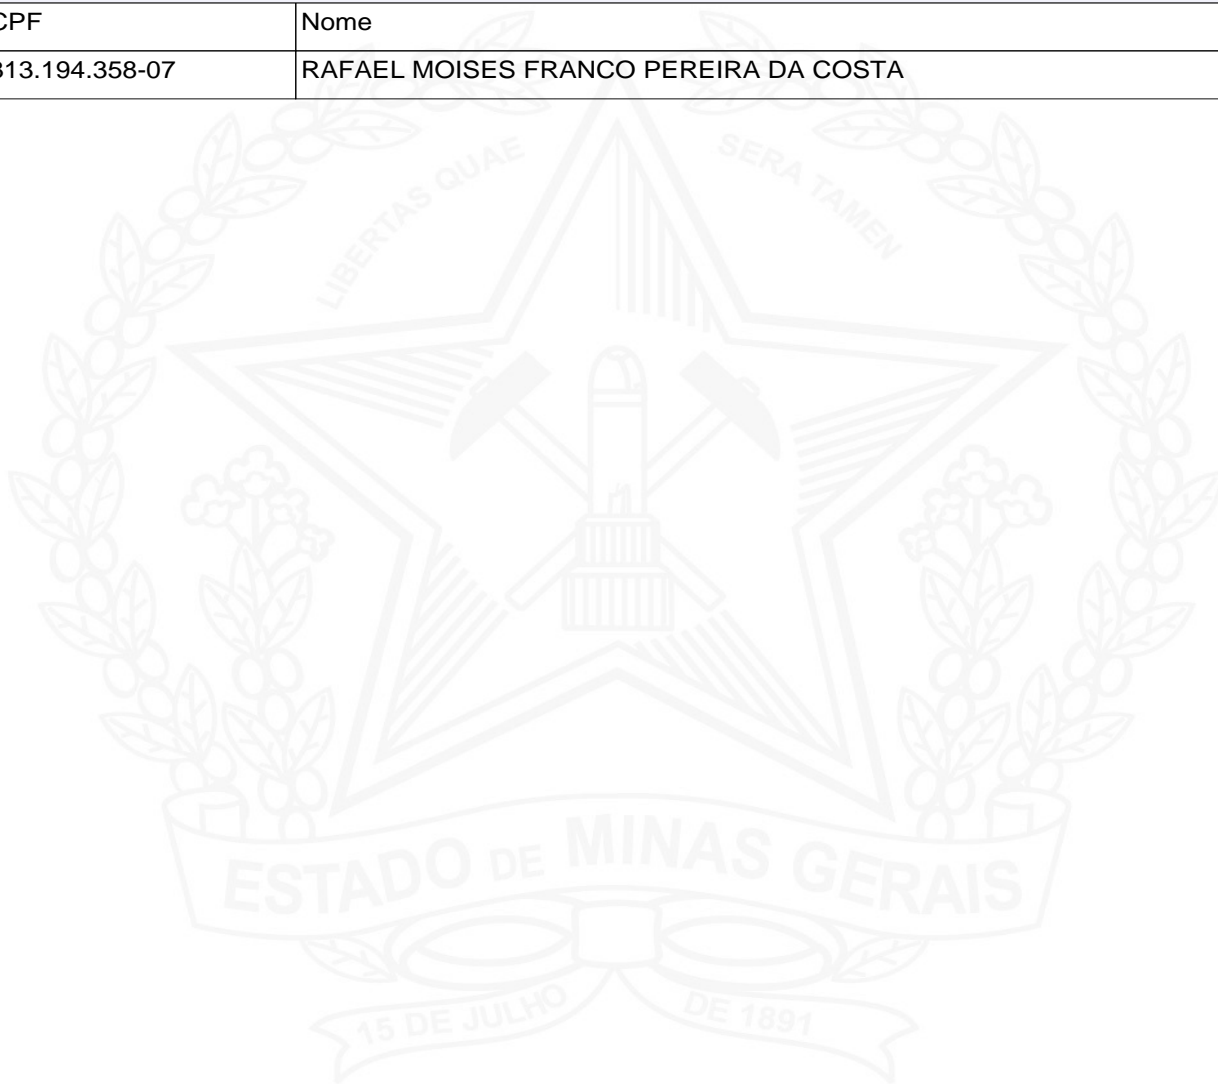 CPF Nome
313.194.358-07 RAFAEL MOISES FRANCO PEREIRA DA COSTA
LIBERTAS QUAE SERA TAMEN
ESTADO DE MINAS GERAIS
15 DE JULHO DE 1891